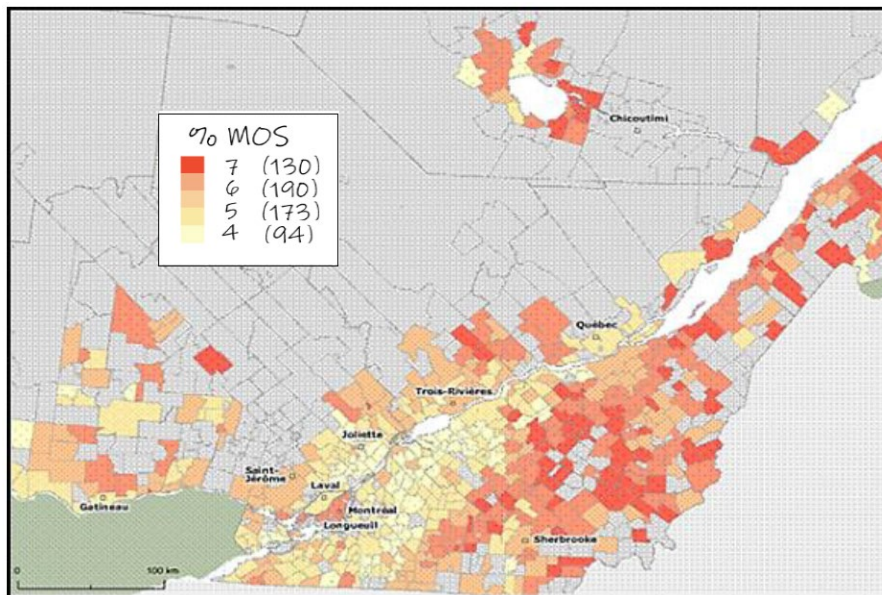 Chicoutimi
% MOS
7 (130)
6 (190)
5 (173)
4 (94)
Québec
Trois-Rivières
Joliette
Saint-
Jérôme
Laval
Gatineau
Montréal
Longueuil
Sherbrooke
0 100 km